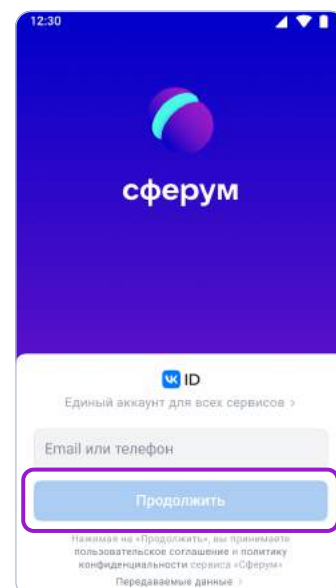 12:30
сферум
VK ID
Единый аккаунт для всех сервисов >
Email или телефон
Продолжить
Нажимая на «Продолжить», вы принимаете
пользовательское соглашение и политику
конфиденциальности сервиса «Сферум»
Передаваемые данные >